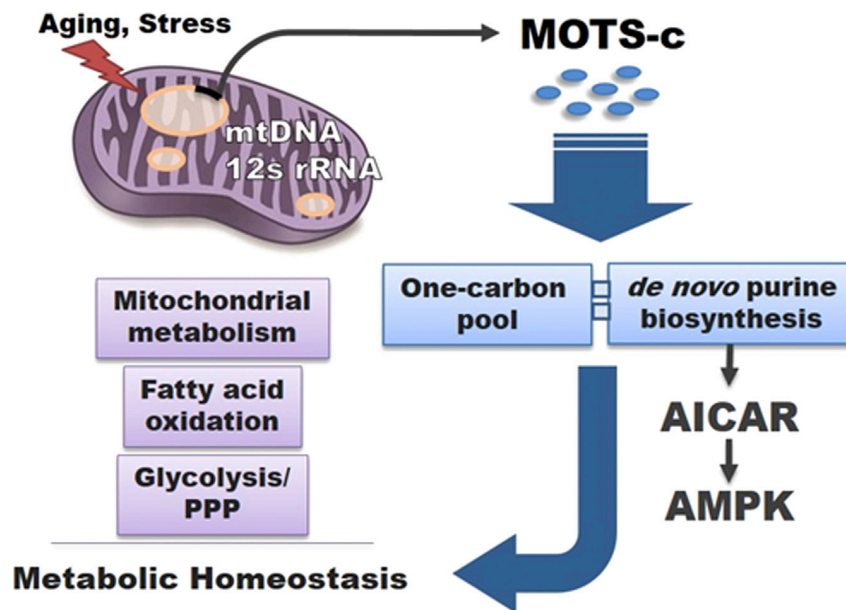 Aging, Stress
MOTS-c
mtDNA
12s rRNA
One-carbon
pool
de novo purine
biosynthesis
AICAR
AMPK
Mitochondrial
metabolism
Fatty acid
oxidation
Glycolysis/
PPP
Metabolic Homeostasis